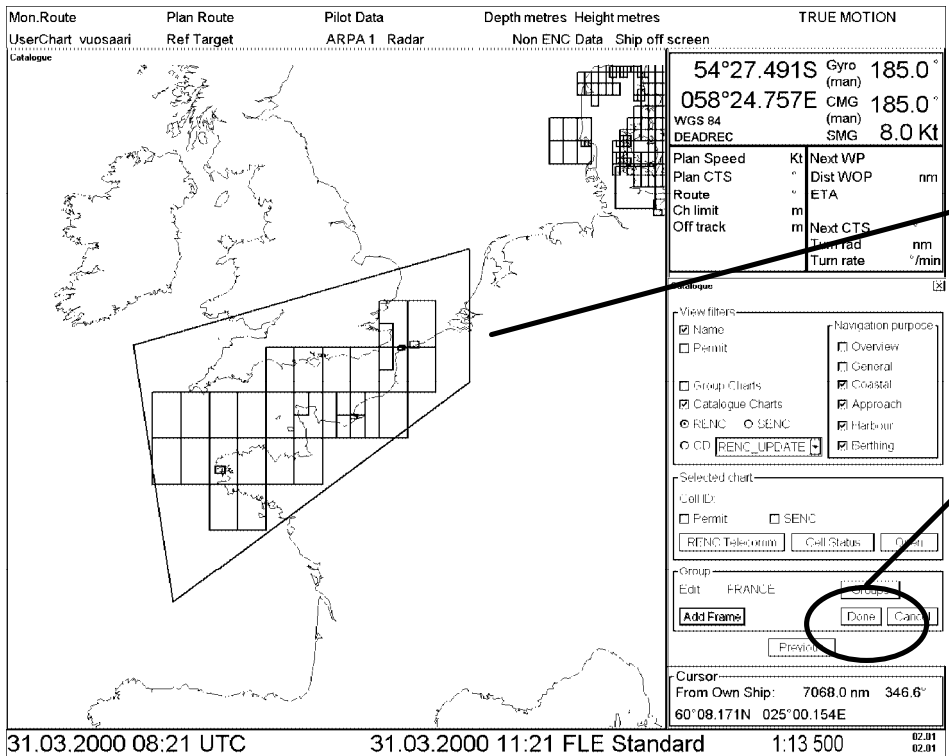 Mon.Route Plan Route Pilot Data Depth metres Height metres TRUE MOTION
UserChart vuosaari Ref Target ARPA 1 Radar Non ENC Data Ship off screen
Catalogue
54°27.491S Gyro (man) 185.0°
058°24.757E CMG (man) 185.0°
WGS 84
DEADREC SMG 8.0 Kt
Plan Speed Kt
Plan CTS °
Route °
Ch limit m
Off track m
Next WP
Dist WOP nm
ETA
Next CTS °
Turn rad nm
Turn rate °/min
Catalogue
View filters
Name
Permit
Group Charts
Catalogue Charts
RENC SENC
CD RENC_UPDATE
Navigation purpose
Overview
General
Coastal
Approach
Harbour
Berthing
Selected chart
Cell ID:
Permit SENC
RENC Telecomm Cell Status Open
Group
Edit FRANCE Groups
Add Frame Done Cancel
Previous
Cursor
From Own Ship: 7068.0 nm 346.6°
60°08.171N 025°00.154E
31.03.2000 08:21 UTC 31.03.2000 11:21 FLE Standard 1:13 500 02.01
02.01